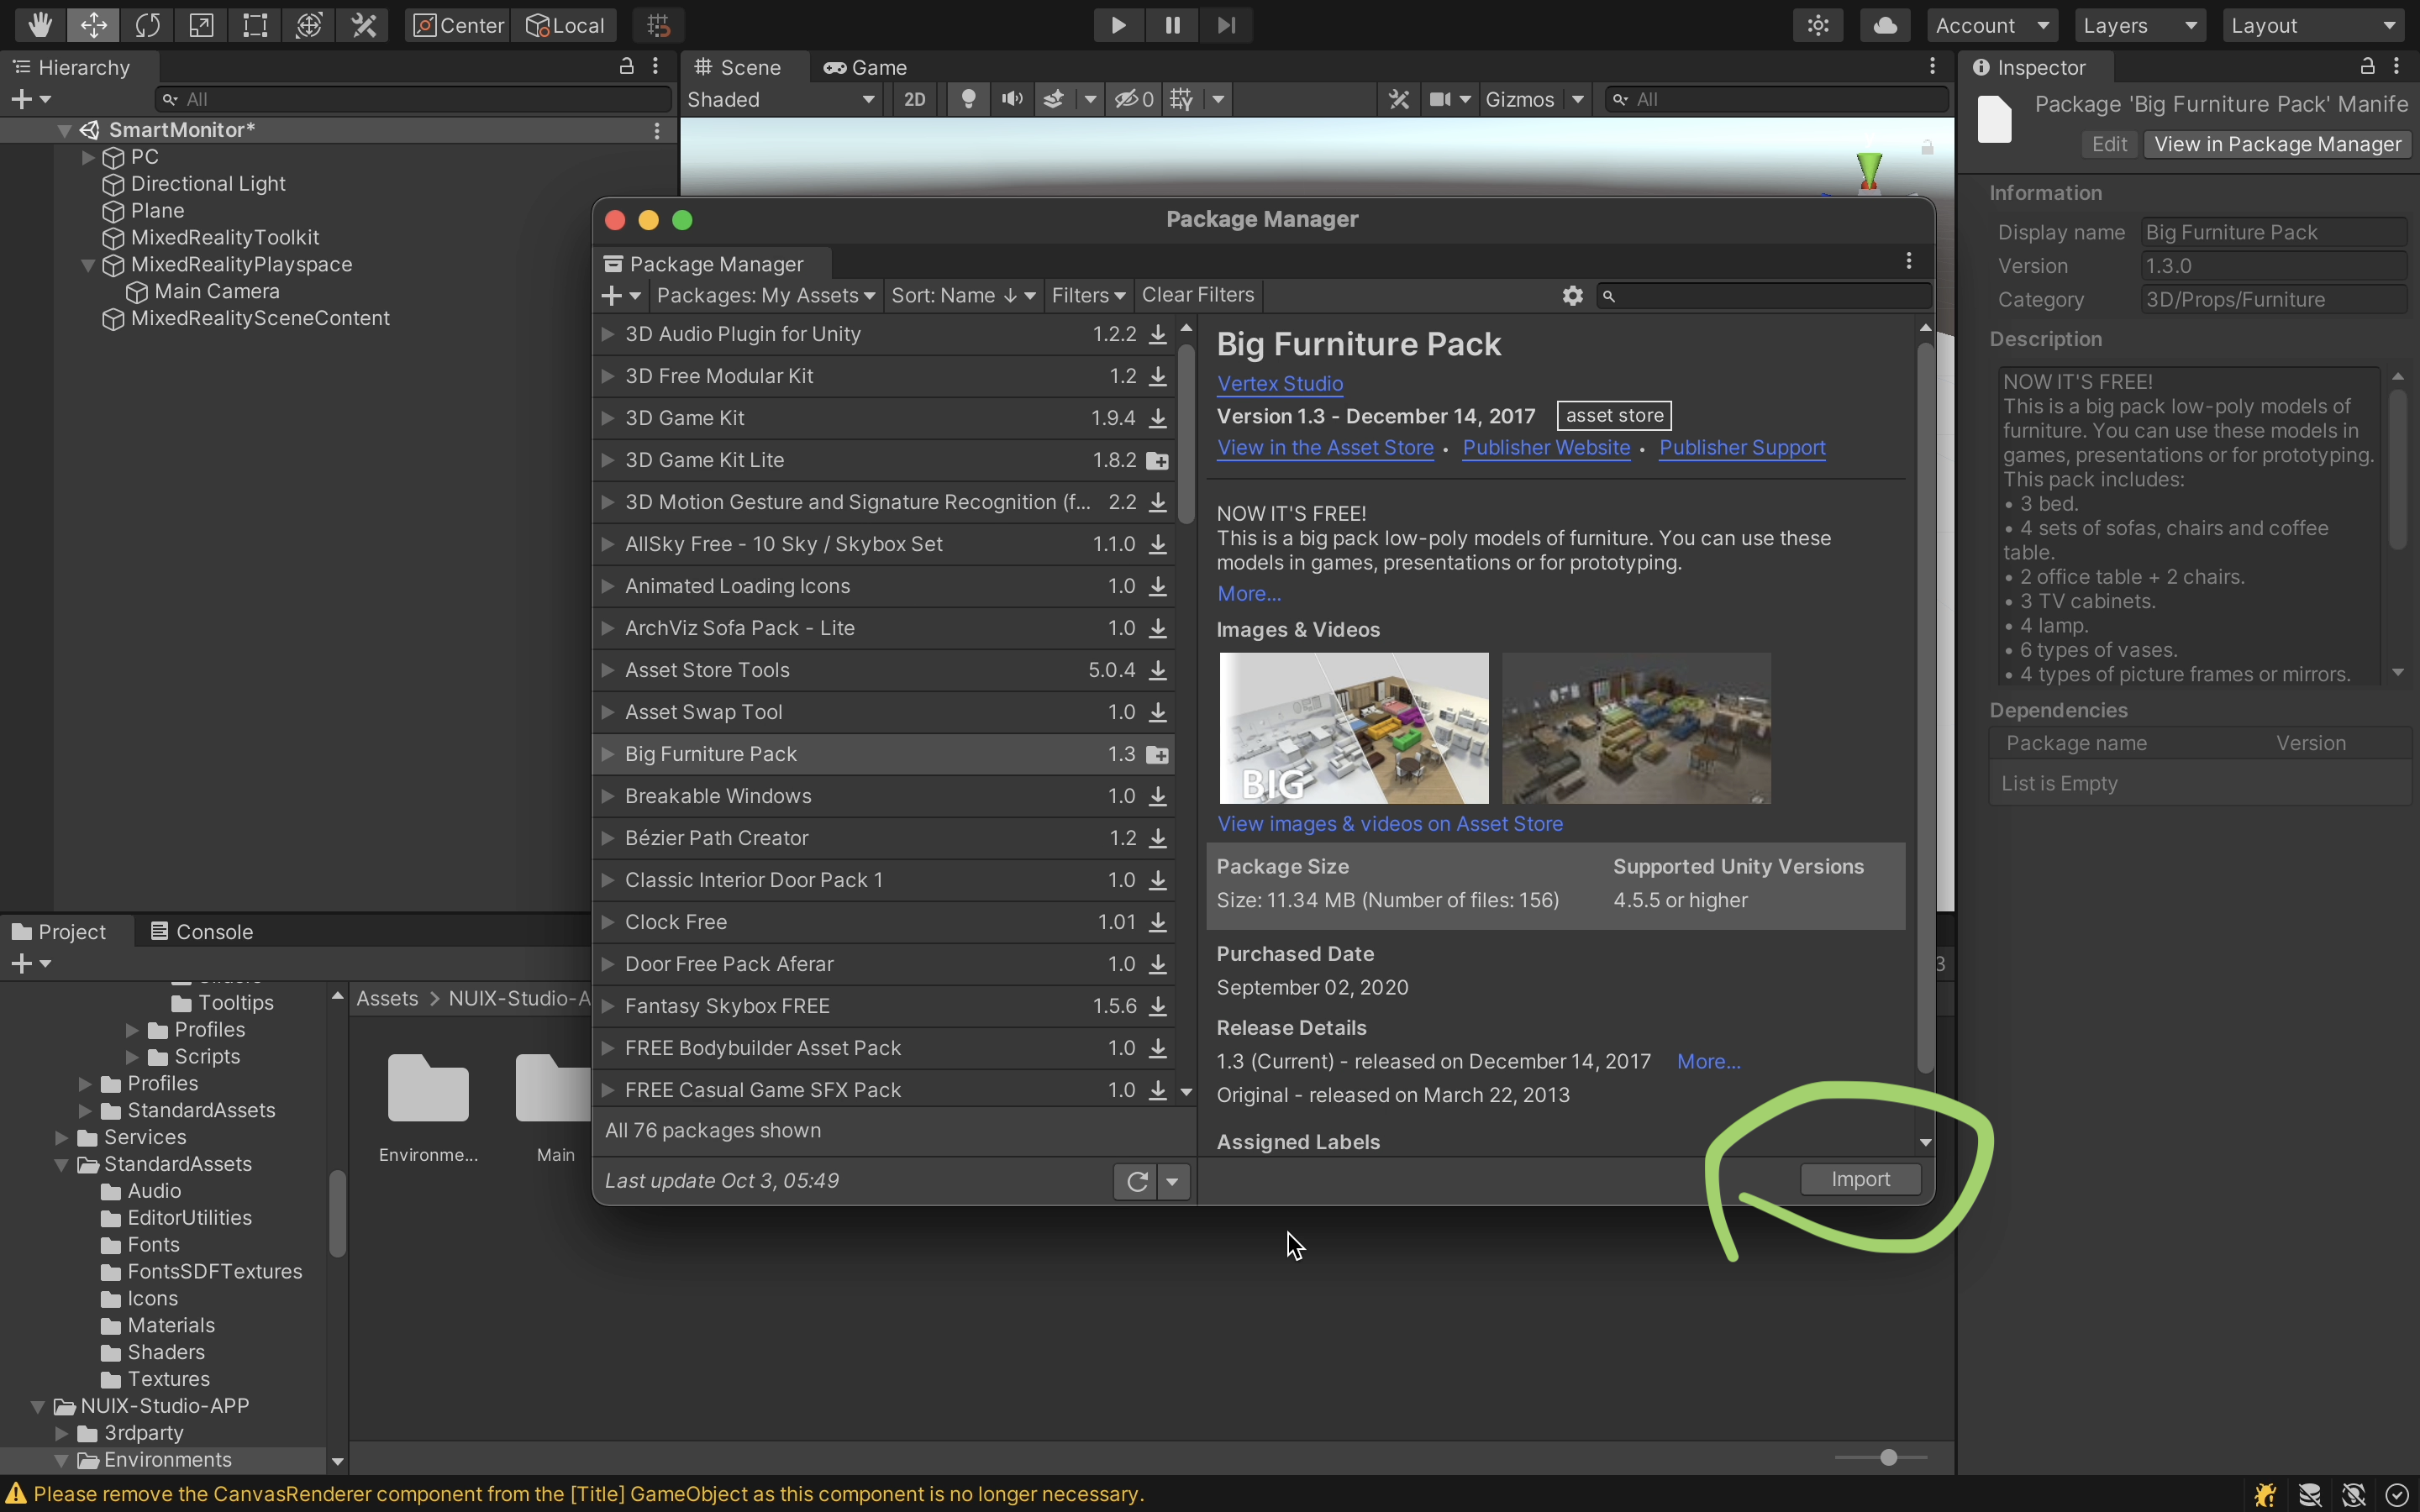 Center
Local
Account
Layers
Layout
Hierarchy
All
SmartMonitor*
PC
Directional Light
Plane
MixedRealityToolkit
MixedRealityPlayspace
Main Camera
MixedRealitySceneContent
Scene
Game
Shaded
2D
0
Gizmos
All
Inspector
Package 'Big Furniture Pack' Manife
Edit
View in Package Manager
Information
Display name Big Furniture Pack
Version 1.3.0
Category 3D/Props/Furniture
Description
NOW IT'S FREE!
This is a big pack low-poly models of
furniture. You can use these models in
games, presentations or for prototyping.
This pack includes:
• 3 bed.
• 4 sets of sofas, chairs and coffee
table.
• 2 office table + 2 chairs.
• 3 TV cabinets.
• 4 lamp.
• 6 types of vases.
• 4 types of picture frames or mirrors.
Dependencies
Package name Version
List is Empty
Package Manager
Package Manager
Packages: My Assets
Sort: Name ↓
Filters
Clear Filters
3D Audio Plugin for Unity 1.2.2
3D Free Modular Kit 1.2
3D Game Kit 1.9.4
3D Game Kit Lite 1.8.2
3D Motion Gesture and Signature Recognition (f... 2.2
AllSky Free - 10 Sky / Skybox Set 1.1.0
Animated Loading Icons 1.0
ArchViz Sofa Pack - Lite 1.0
Asset Store Tools 5.0.4
Asset Swap Tool 1.0
Big Furniture Pack 1.3
Breakable Windows 1.0
Bézier Path Creator 1.2
Classic Interior Door Pack 1 1.0
Clock Free 1.01
Door Free Pack Aferar 1.0
Fantasy Skybox FREE 1.5.6
FREE Bodybuilder Asset Pack 1.0
FREE Casual Game SFX Pack 1.0
All 76 packages shown
Last update Oct 3, 05:49
Big Furniture Pack
Vertex Studio
Version 1.3 - December 14, 2017 asset store
View in the Asset Store • Publisher Website • Publisher Support
NOW IT'S FREE!
This is a big pack low-poly models of furniture. You can use these
models in games, presentations or for prototyping.
More...
Images & Videos
BIG
View images & videos on Asset Store
Package Size Supported Unity Versions
Size: 11.34 MB (Number of files: 156) 4.5.5 or higher
Purchased Date
September 02, 2020
Release Details
1.3 (Current) - released on December 14, 2017 More...
Original - released on March 22, 2013
Assigned Labels
Import
Project
Console
3
Tooltips
Profiles
Scripts
Profiles
StandardAssets
Services
StandardAssets
Audio
EditorUtilities
Fonts
FontsSDFTextures
Icons
Materials
Shaders
Textures
NUIX-Studio-APP
3rdparty
Environments
Assets > NUIX-Studio-A
Environme...
Main
Please remove the CanvasRenderer component from the [Title] GameObject as this component is no longer necessary.